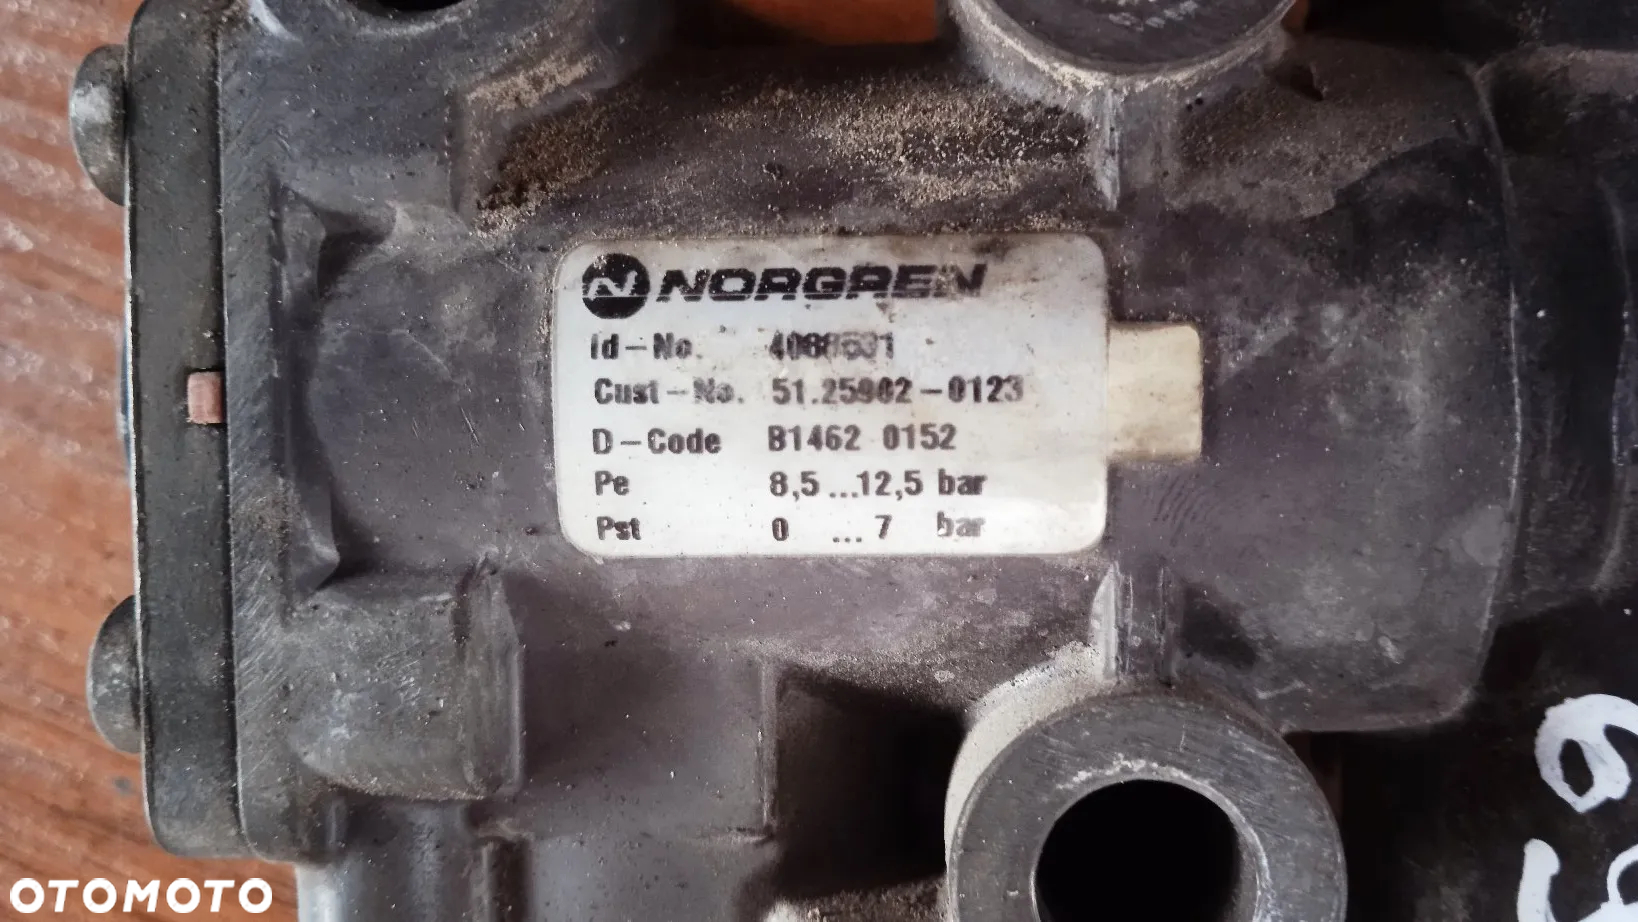 NORGREN
Id-No.
Cust-No. 51.25902-0123
D-Code B1462 0152
Pe 8,5 ...12,5 bar
Pst 0 ... 7 bar
OTOMOTO